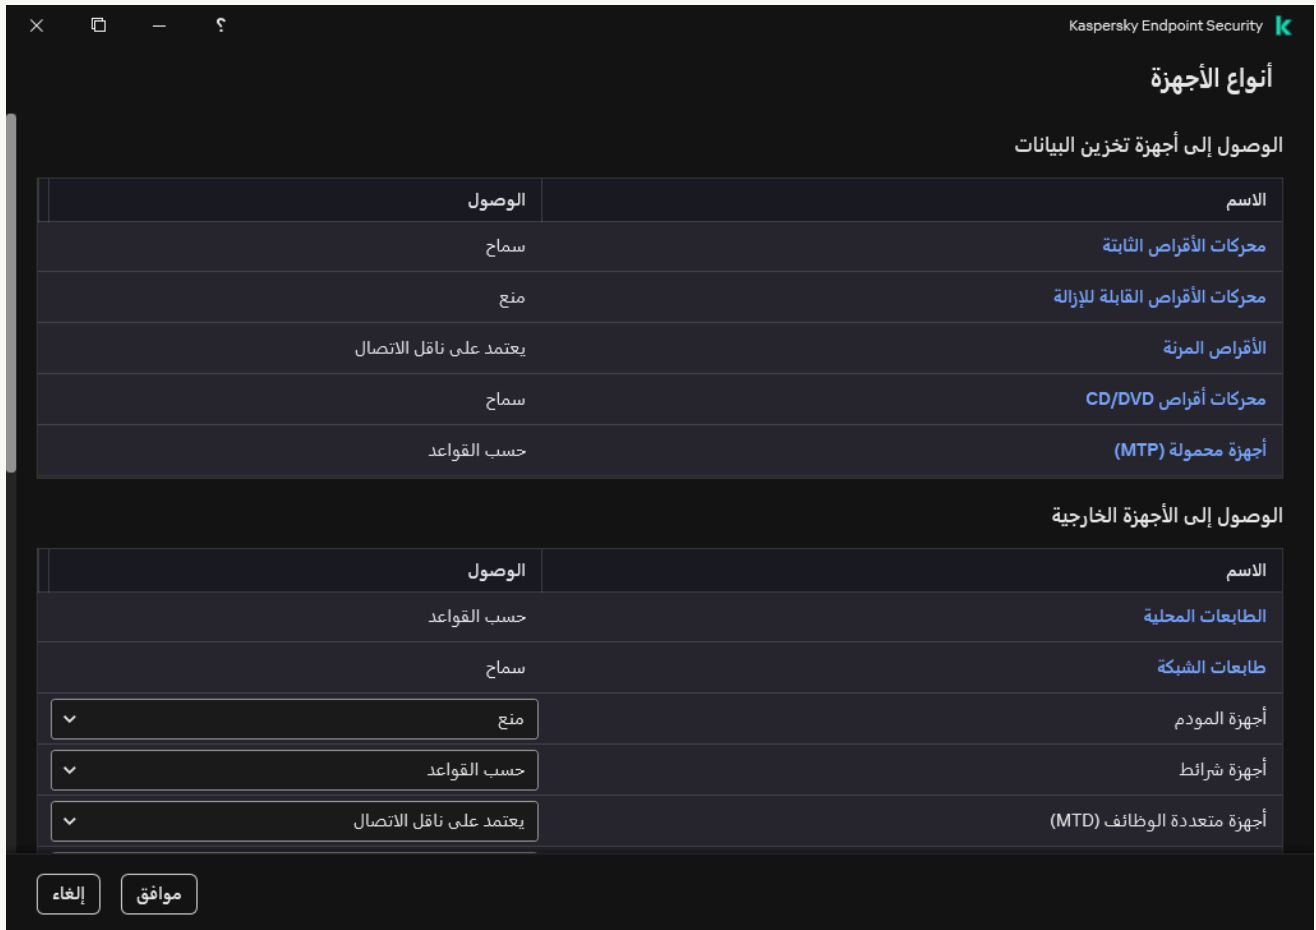 Kaspersky Endpoint Security
؟
أنواع الأجهزة
الوصول إلى أجهزة تخزين البيانات
الاسم الوصول
محركات الأقراص الثابتة سماح
محركات الأقراص القابلة للإزالة منع
الأقراص المرنة يعتمد على ناقل الاتصال
محركات أقراص CD/DVD سماح
أجهزة محمولة (MTP) حسب القواعد
الوصول إلى الأجهزة الخارجية
الاسم الوصول
الطابعات المحلية حسب القواعد
طابعات الشبكة سماح
أجهزة المودم منع
أجهزة شرائط حسب القواعد
أجهزة متعددة الوظائف (MTD) يعتمد على ناقل الاتصال
موافق إلغاء